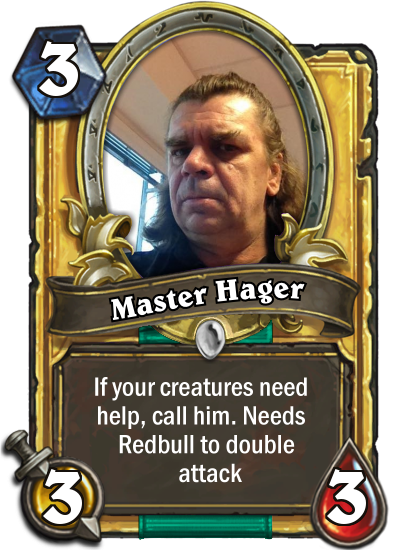 3
Master Hager
If your creatures need
help, call him. Needs
Redbull to double
attack
3
3